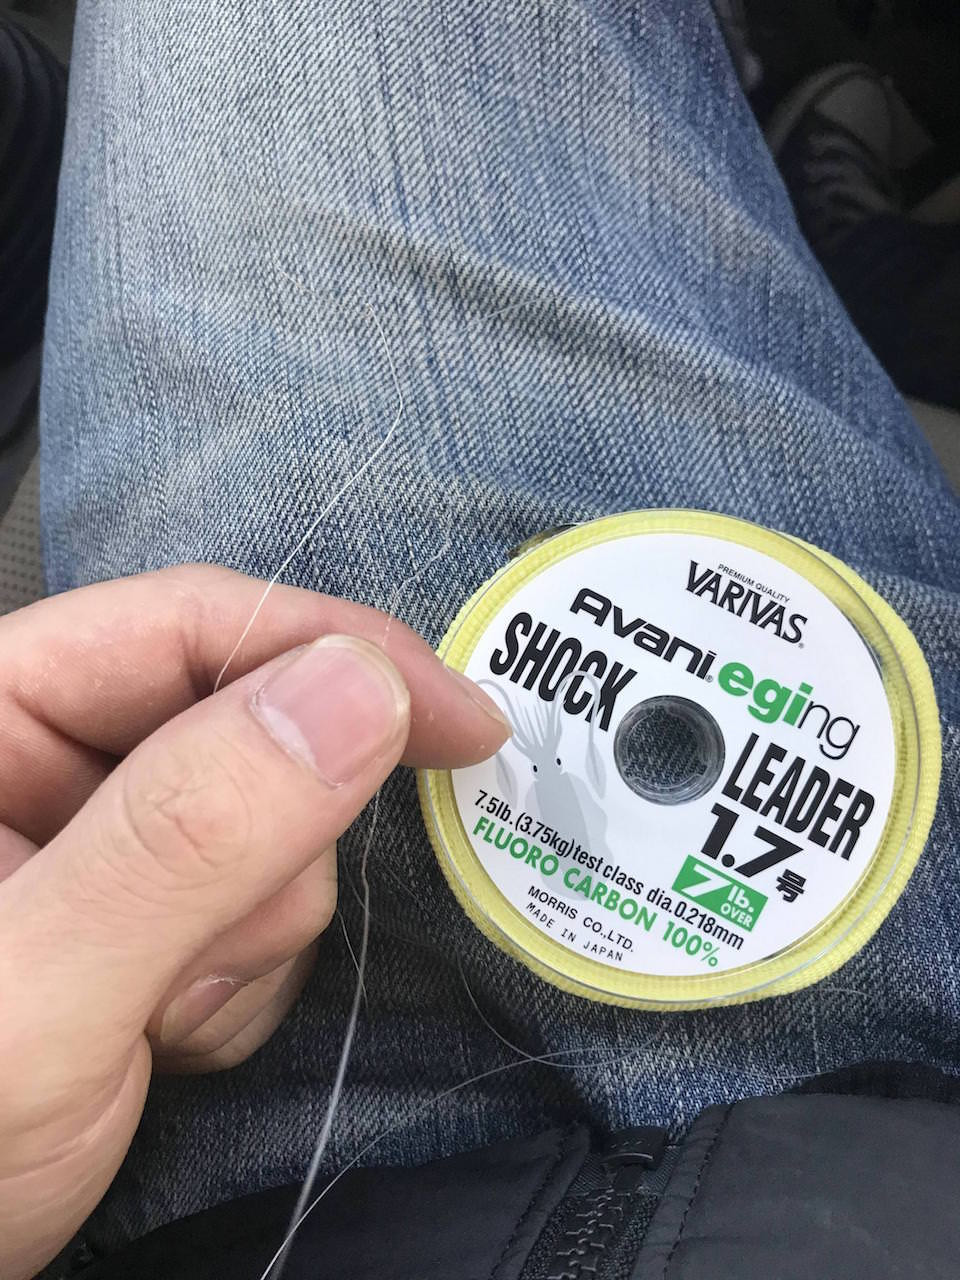 PREMIUM QUALITY
VARIVAS®
Avani® eging
SHOCK
LEADER
1.7号
7lb.
OVER
7.5lb.(3.75kg)test class dia.0.218mm
FLUORO CARBON 100%
MORRIS CO.,LTD.
MADE IN JAPAN